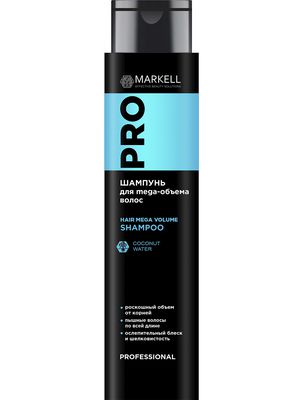 MARKELL
EFFECTIVE BEAUTY SOLUTIONS
PRO
ШАМПУНЬ
для mega-объема
волос
HAIR MEGA VOLUME
SHAMPOO
COCONUT
WATER
• роскошный объем
от корней
• пышные волосы
по всей длине
• ослепительный блеск
и шелковистость
PROFESSIONAL